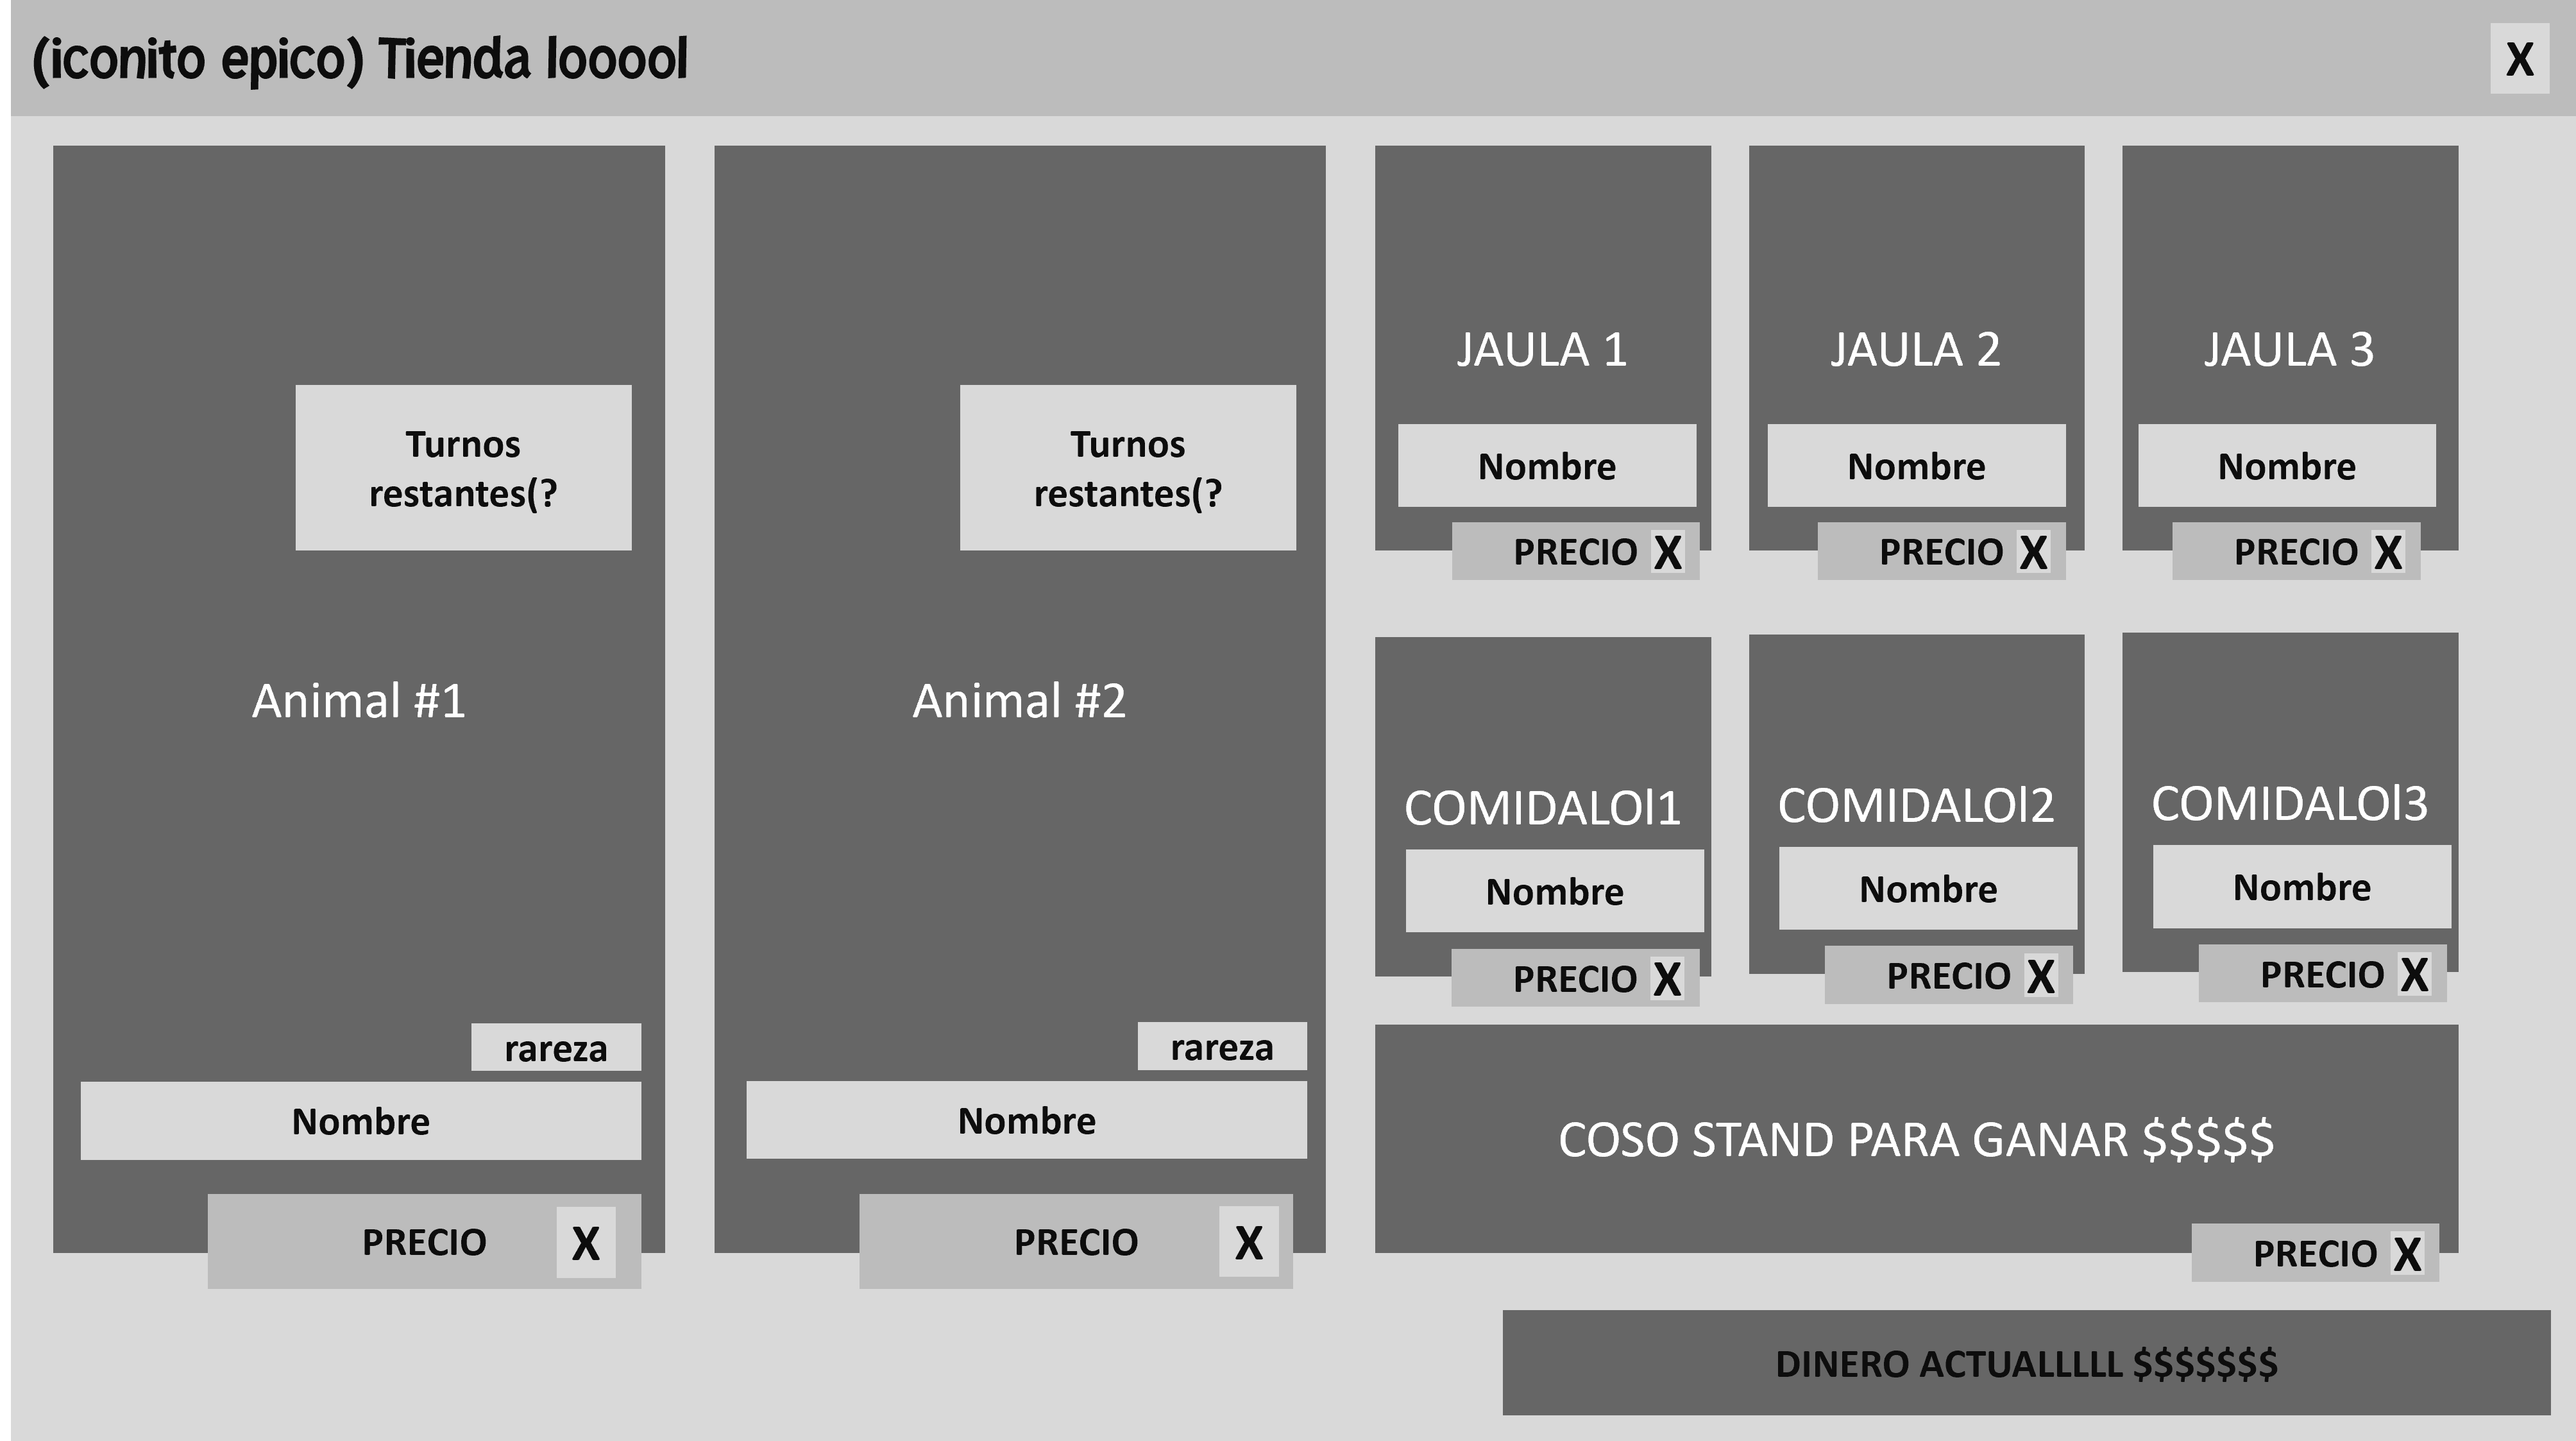 (iconito epico) Tienda looool
X
Turnos
restantes(?
Animal #1
rareza
Nombre
PRECIO X
Turnos
restantes(?
Animal #2
rareza
Nombre
PRECIO X
JAULA 1
Nombre
PRECIO X
JAULA 2
Nombre
PRECIO X
JAULA 3
Nombre
PRECIO X
COMIDALOl1
Nombre
PRECIO X
COMIDALOl2
Nombre
PRECIO X
COMIDALOl3
Nombre
PRECIO X
COSO STAND PARA GANAR $$$$$
PRECIO X
DINERO ACTUALLLLL $$$$$$$